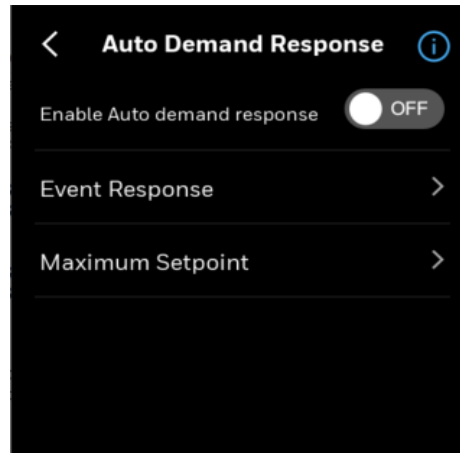 Auto Demand Response
Enable Auto demand response OFF
Event Response
Maximum Setpoint